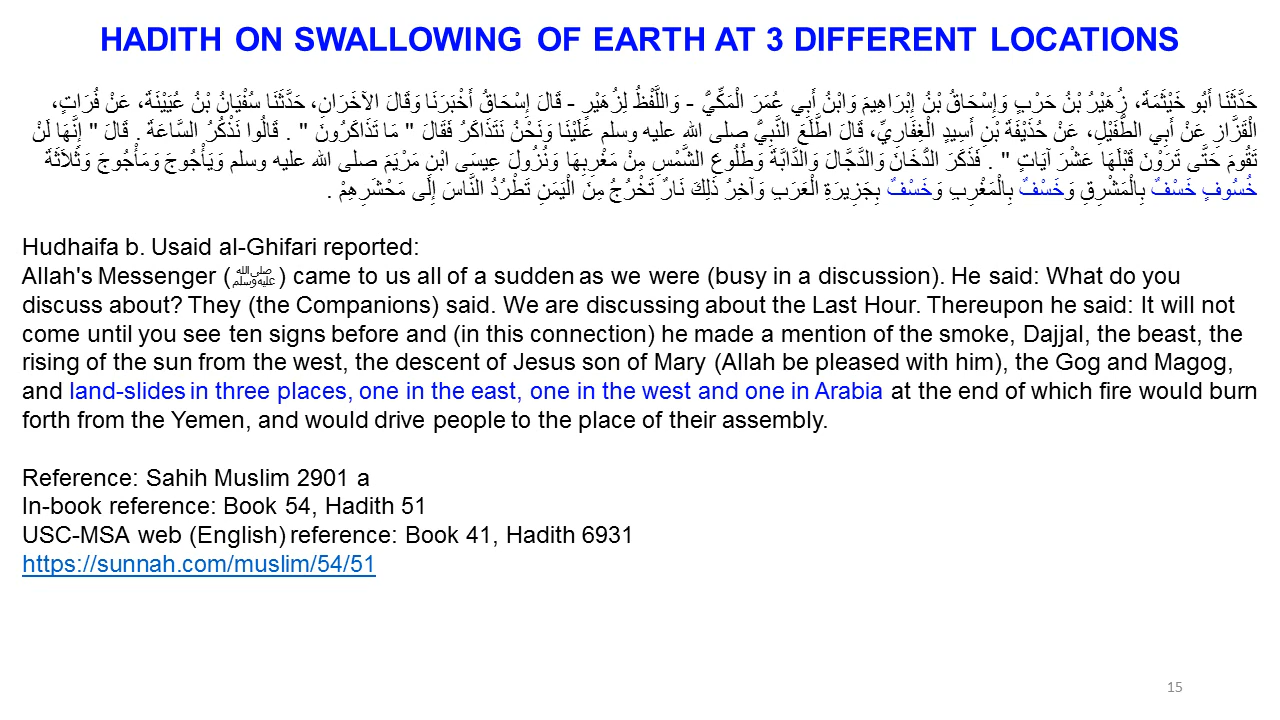 HADITH ON SWALLOWING OF EARTH AT 3 DIFFERENT LOCATIONS
حَدَّثَنَا أَبُو خَيْثَمَةَ، زُهَيْرُ بْنُ حَرْبٍ وَإِسْحَاقُ بْنُ إِبْرَاهِيمَ وَابْنُ أَبِي عُمَرَ الْمَكِّيُّ - وَاللَّفْظُ لِزُهَيْرٍ - قَالَ إِسْحَاقُ أَخْبَرَنَا وَقَالَ الآخَرَانِ، حَدَّثَنَا سُفْيَانُ بْنُ عُيَيْنَةَ، عَنْ فُرَاتٍ،
الْقَزَّازِ عَنْ أَبِي الطُّفَيْلِ، عَنْ حُذَيْفَةَ بْنِ أَسِيدٍ الْغِفَارِيِّ، قَالَ اطَّلَعَ النَّبِيُّ صلى الله عليه وسلم عَلَيْنَا وَنَحْنُ نَتَذَاكَرُ فَقَالَ " مَا تَذَاكَرُونَ " . قَالُوا نَذْكُرُ السَّاعَةَ . قَالَ " إِنَّهَا لَنْ
تَقُومَ حَتَّى تَرَوْنَ قَبْلَهَا عَشْرَ آيَاتٍ " . فَذَكَرَ الدُّخَانَ وَالدَّجَّالَ وَالدَّابَّةَ وَطُلُوعَ الشَّمْسِ مِنْ مَغْرِبِهَا وَنُزُولَ عِيسَى ابْنِ مَرْيَمَ صلى الله عليه وسلم وَيَأْجُوجَ وَمَأْجُوجَ وَثَلاَثَةَ
خُسُوفٍ خَسْفٌ بِالْمَشْرِقِ وَخَسْفٌ بِالْمَغْرِبِ وَخَسْفٌ بِجَزِيرَةِ الْعَرَبِ وَآخِرُ ذَلِكَ نَارٌ تَخْرُجُ مِنَ الْيَمَنِ تَطْرُدُ النَّاسَ إِلَى مَحْشَرِهِمْ .
Hudhaifa b. Usaid al-Ghifari reported:
Allah's Messenger (ﷺ) came to us all of a sudden as we were (busy in a discussion). He said: What do you
discuss about? They (the Companions) said. We are discussing about the Last Hour. Thereupon he said: It will not
come until you see ten signs before and (in this connection) he made a mention of the smoke, Dajjal, the beast, the
rising of the sun from the west, the descent of Jesus son of Mary (Allah be pleased with him), the Gog and Magog,
and land-slides in three places, one in the east, one in the west and one in Arabia at the end of which fire would burn
forth from the Yemen, and would drive people to the place of their assembly.
Reference: Sahih Muslim 2901 a
In-book reference: Book 54, Hadith 51
USC-MSA web (English) reference: Book 41, Hadith 6931
https://sunnah.com/muslim/54/51
15